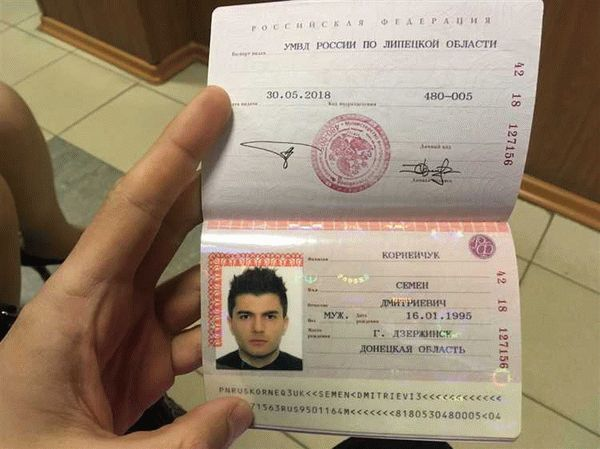 РОССИЙСКАЯ ФЕДЕРАЦИЯ
Паспорт выдан
УМВД РОССИИ ПО ЛИПЕЦКОЙ ОБЛАСТИ
Дата выдачи 30.05.2018 Код подразделения 480-005
Личный код
42 18 127156
Фамилия КОРНЕЙЧУК
Имя СЕМЕН
Отчество ДМИТРИЕВИЧ
Пол МУЖ. Дата рождения 16.01.1995
Место рождения Г. ДЗЕРЖИНСК
ДОНЕЦКАЯ ОБЛАСТЬ
42 18 127156
PNRUSKORNEQ3UK<<SEMEN<DMITRIEVI3<<<<<<<<<<<<
71563RUS9501164M<<<<<<<8180530480005<04